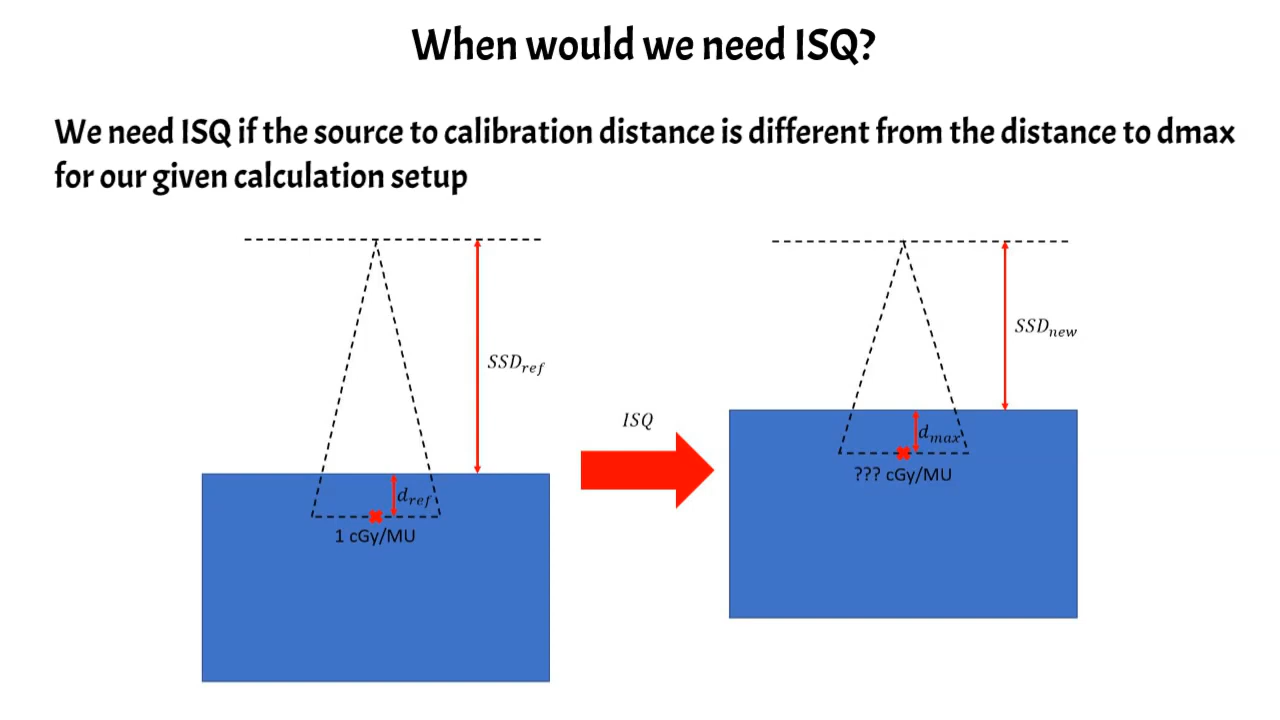 When would we need ISQ?
We need ISQ if the source to calibration distance is different from the distance to dmax
for our given calculation setup
SSD_ref
d_ref
1 cGy/MU
ISQ
SSD_new
d_max
??? cGy/MU